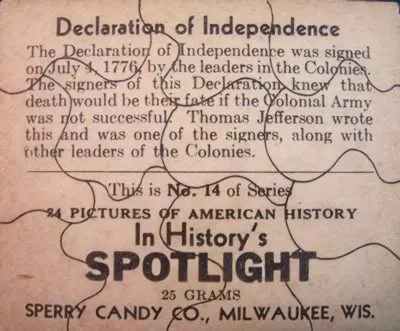 Declaration of Independence
The Declaration of Independence was signed
on July 4, 1776, by the leaders in the Colonies.
The signers of this Declaration knew that
death would be their fate if the Colonial Army
was not successful. Thomas Jefferson wrote
this and was one of the signers, along with
other leaders of the Colonies.
This is No. 14 of Series
24 PICTURES OF AMERICAN HISTORY
In History's
SPOTLIGHT
25 GRAMS
SPERRY CANDY CO., MILWAUKEE, WIS.